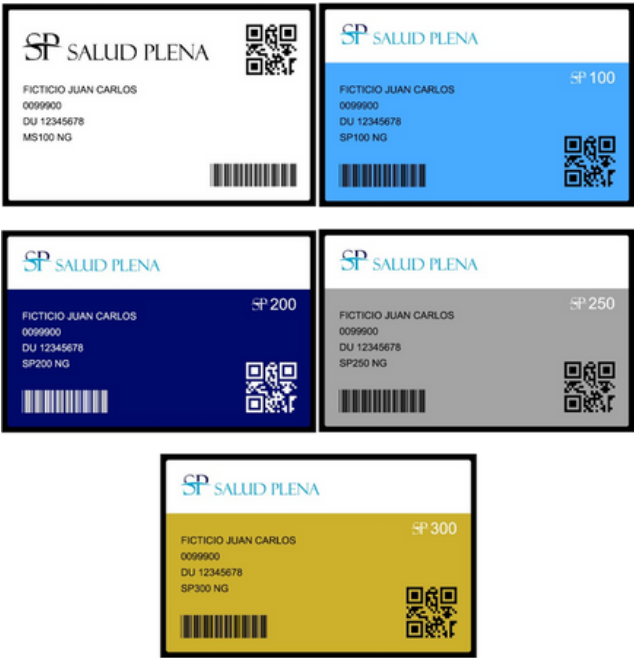 SP SALUD PLENA
FICTICIO JUAN CARLOS
0099900
DU 12345678
MS100 NG
SP SALUD PLENA
SP 100
FICTICIO JUAN CARLOS
0099900
DU 12345678
SP100 NG
SP SALUD PLENA
SP 200
FICTICIO JUAN CARLOS
0099900
DU 12345678
SP200 NG
SP SALUD PLENA
SP 250
FICTICIO JUAN CARLOS
0099900
DU 12345678
SP250 NG
SP SALUD PLENA
SP 300
FICTICIO JUAN CARLOS
0099900
DU 12345678
SP300 NG